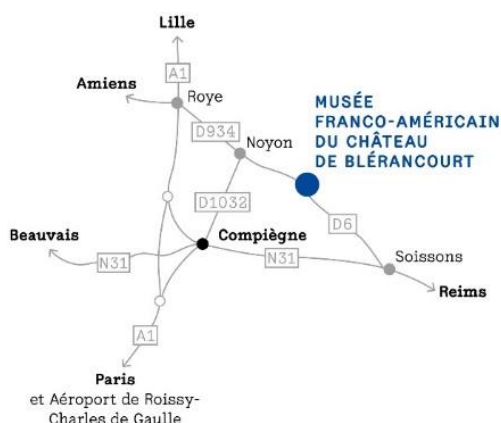 Lille
A1
Amiens
Roye
MUSÉE
FRANCO-AMÉRICAIN
DU CHÂTEAU
DE BLÉRANCOURT
D934
Noyon
D1032
D6
Beauvais
Compiègne
N31
N31
Soissons
Reims
A1
Paris
et Aéroport de Roissy-
Charles de Gaulle